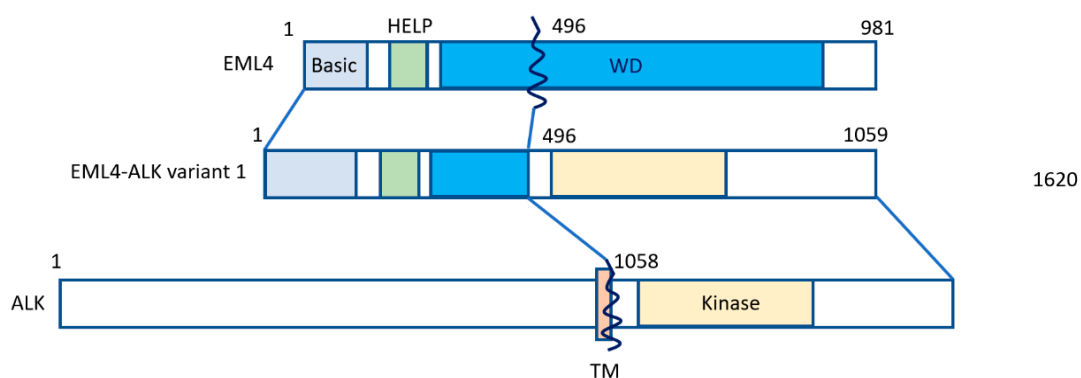 1 HELP 496 981
EML4 Basic WD
1 496 1059
EML4-ALK variant 1
1620
1 1058
ALK Kinase
TM